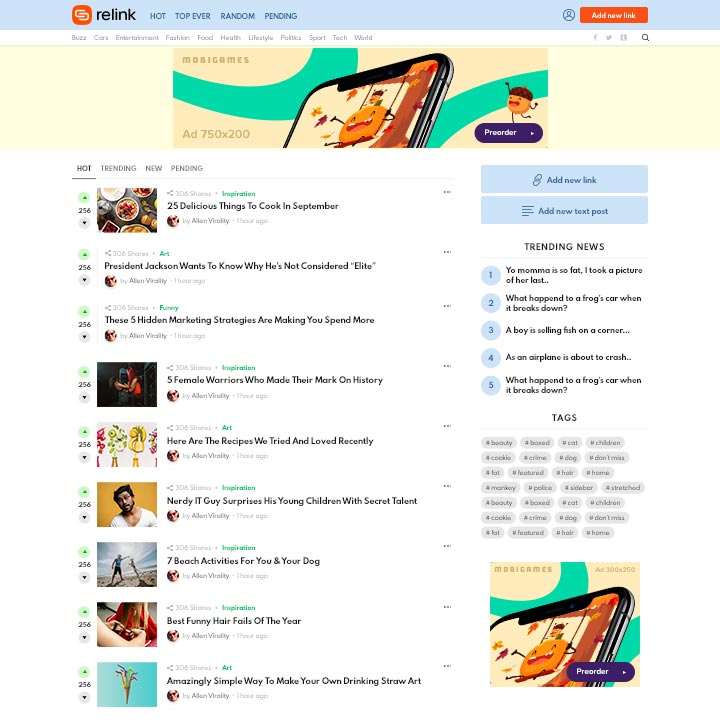 relink
HOT TOP EVER RANDOM PENDING
Add new link
Buzz Cars Entertainment Fashion Food Health Lifestyle Politics Sport Tech World
MOBIGAMES
Ad 750x200
Preorder
HOT TRENDING NEW PENDING
306 Shares • Inspiration
25 Delicious Things To Cook In September
256
by Allen Virality • 1 hour ago
306 Shares • Art
President Jackson Wants To Know Why He's Not Considered “Elite”
256
by Allen Virality • 1 hour ago
306 Shares • Funny
These 5 Hidden Marketing Strategies Are Making You Spend More
256
by Allen Virality • 1 hour ago
306 Shares • Inspiration
5 Female Warriors Who Made Their Mark On History
256
by Allen Virality • 1 hour ago
306 Shares • Art
Here Are The Recipes We Tried And Loved Recently
256
by Allen Virality • 1 hour ago
306 Shares • Inspiration
Nerdy IT Guy Surprises His Young Children With Secret Talent
256
by Allen Virality • 1 hour ago
306 Shares • Inspiration
7 Beach Activities For You & Your Dog
256
by Allen Virality • 1 hour ago
306 Shares • Inspiration
Best Funny Hair Fails Of The Year
256
by Allen Virality • 1 hour ago
306 Shares • Art
Amazingly Simple Way To Make Your Own Drinking Straw Art
256
by Allen Virality • 1 hour ago
Add new link
Add new text post
TRENDING NEWS
1 Yo momma is so fat, I took a picture
of her last..
2 What happend to a frog's car when
it breaks down?
3 A boy is selling fish on a corner...
4 As an airplane is about to crash..
5 What happend to a frog's car when
it breaks down?
TAGS
# beauty # boxed # cat # children
# cookie # crime # dog # don't miss
# fat # featured # hair # home
# monkey # police # sidebar # stretched
# beauty # boxed # cat # children
# cookie # crime # dog # don't miss
# fat # featured # hair # home
MOBIGAMES Ad 300x250
Preorder